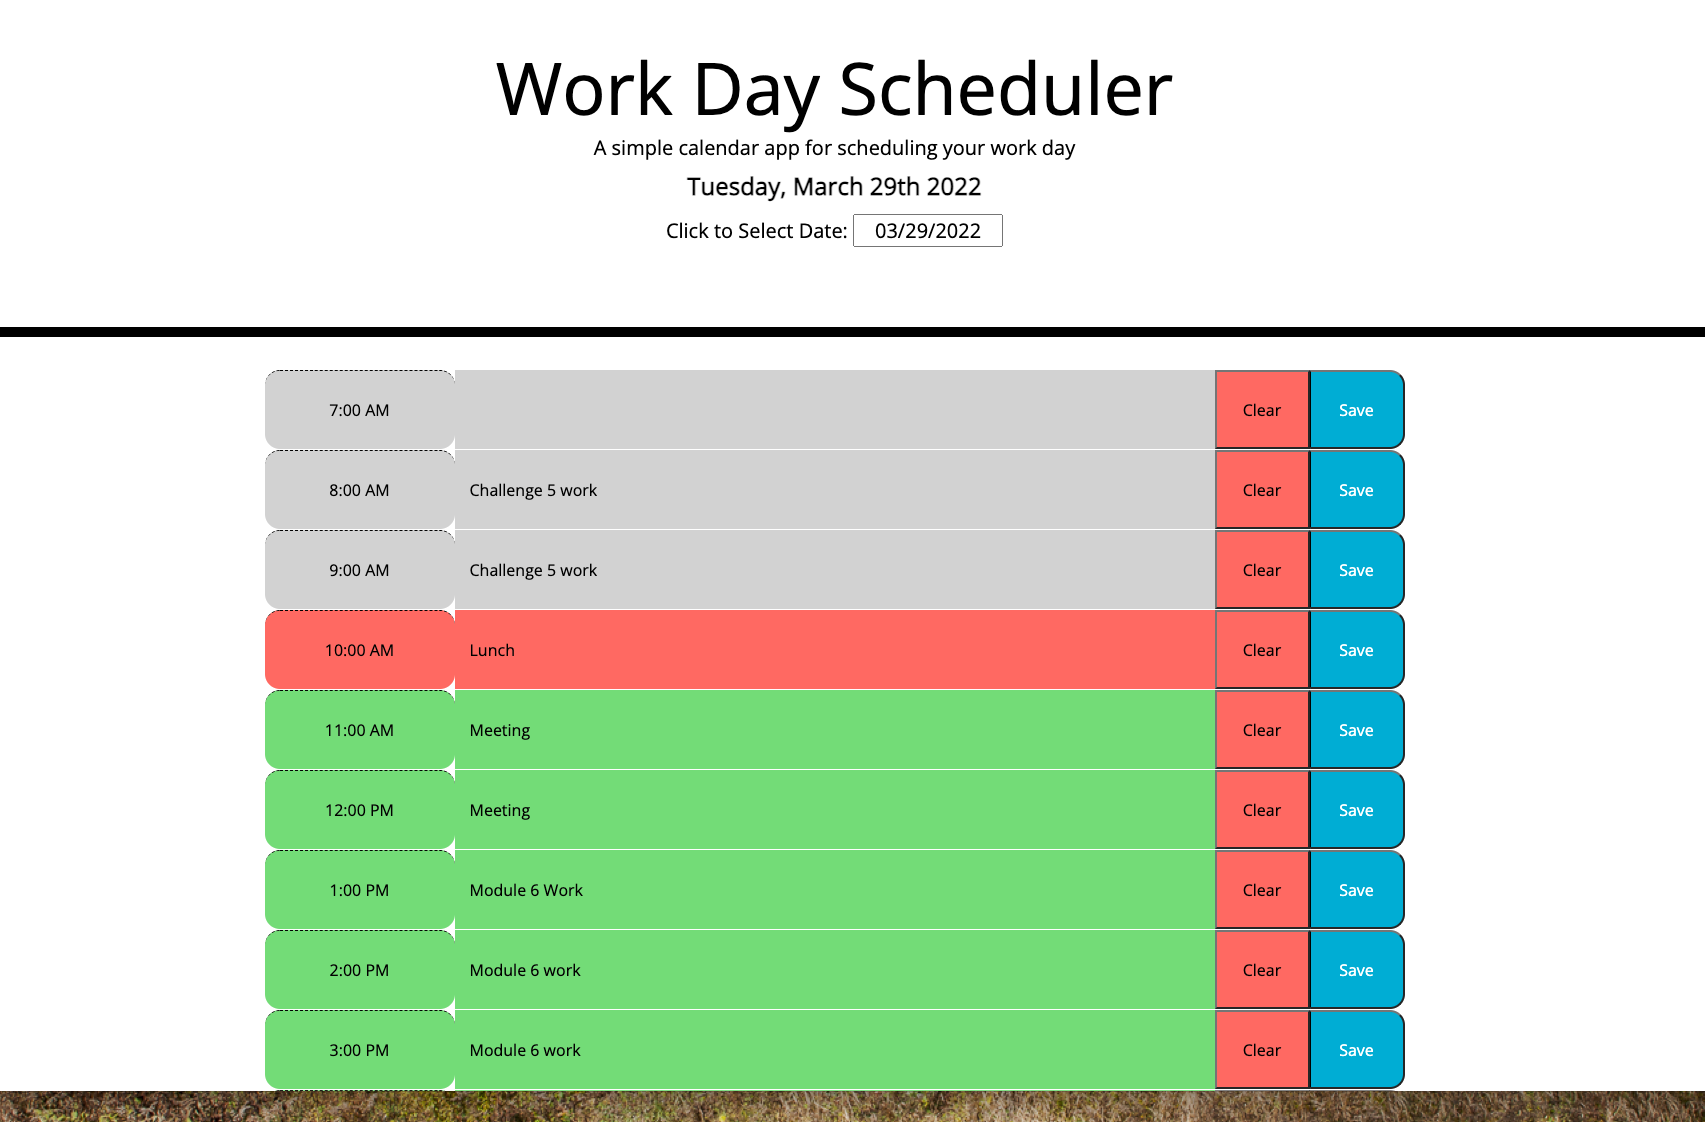 Work Day Scheduler
A simple calendar app for scheduling your work day
Tuesday, March 29th 2022
Click to Select Date: 03/29/2022
7:00 AM Clear Save
8:00 AM Challenge 5 work Clear Save
9:00 AM Challenge 5 work Clear Save
10:00 AM Lunch Clear Save
11:00 AM Meeting Clear Save
12:00 PM Meeting Clear Save
1:00 PM Module 6 Work Clear Save
2:00 PM Module 6 work Clear Save
3:00 PM Module 6 work Clear Save